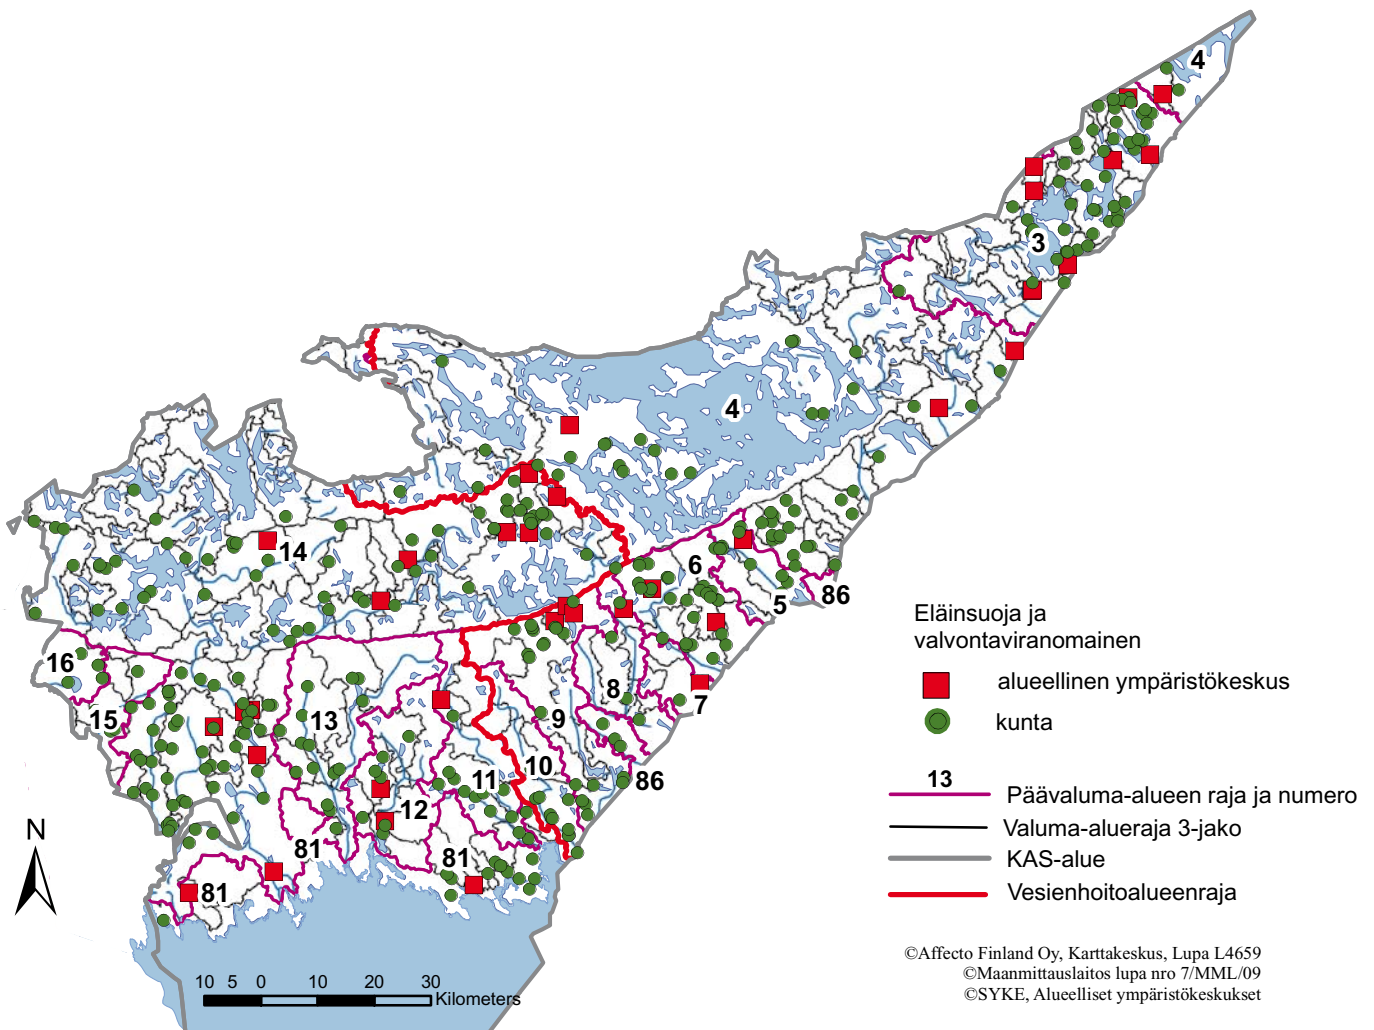 4
3
4
14
6
5
86
16
15
13
8
7
9
10
86
11
12
81
81
81
N
10 5 0 10 20 30
Kilometers
Eläinsuoja ja
valvontaviranomainen
alueellinen ympäristökeskus
kunta
13
Päävaluma-alueen raja ja numero
Valuma-alueraja 3-jako
KAS-alue
Vesienhoitoalueenraja
©Affecto Finland Oy, Karttakeskus, Lupa L4659
©Maanmittauslaitos lupa nro 7/MML/09
©SYKE, Alueelliset ympäristökeskukset